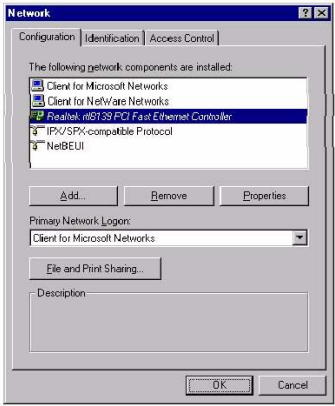 Network
Configuration Identification Access Control
The following network components are installed:
Client for Microsoft Networks
Client for NetWare Networks
Realtek rtl8139 PCI Fast Ethernet Controller
IPX/SPX-compatible Protocol
NetBEUI
Add... Remove Properties
Primary Network Logon:
Client for Microsoft Networks
File and Print Sharing...
Description
OK Cancel